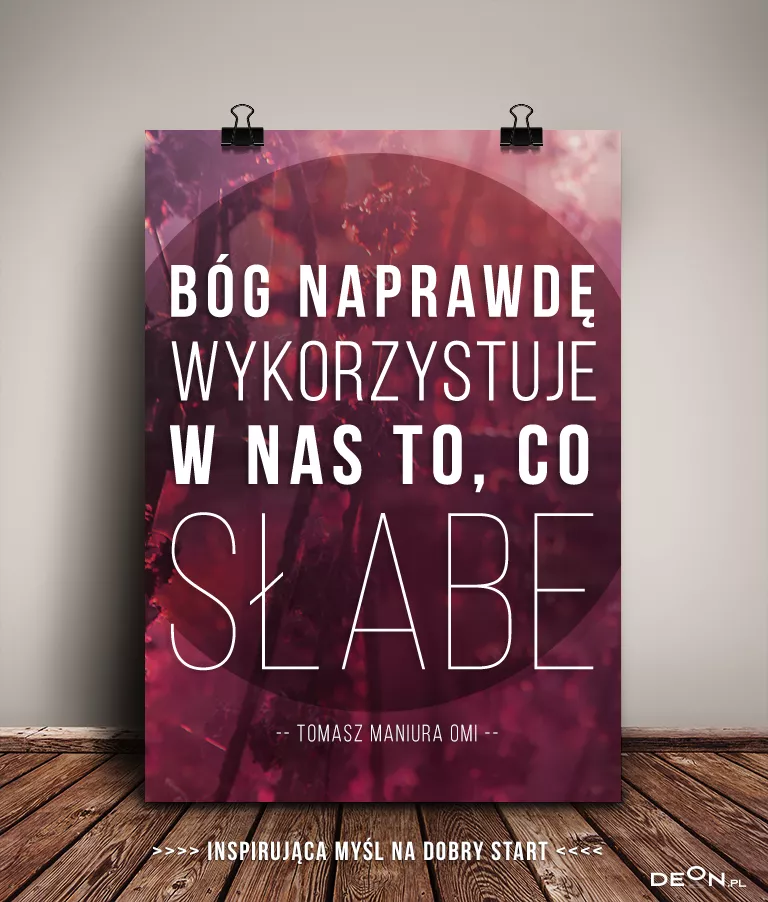 BÓG NAPRAWDĘ
WYKORZYSTUJE
W NAS TO, CO
SŁABE
-- TOMASZ MANIURA OMI --
>>>> INSPIRUJĄCA MYŚL NA DOBRY START <<<<
DEON.PL